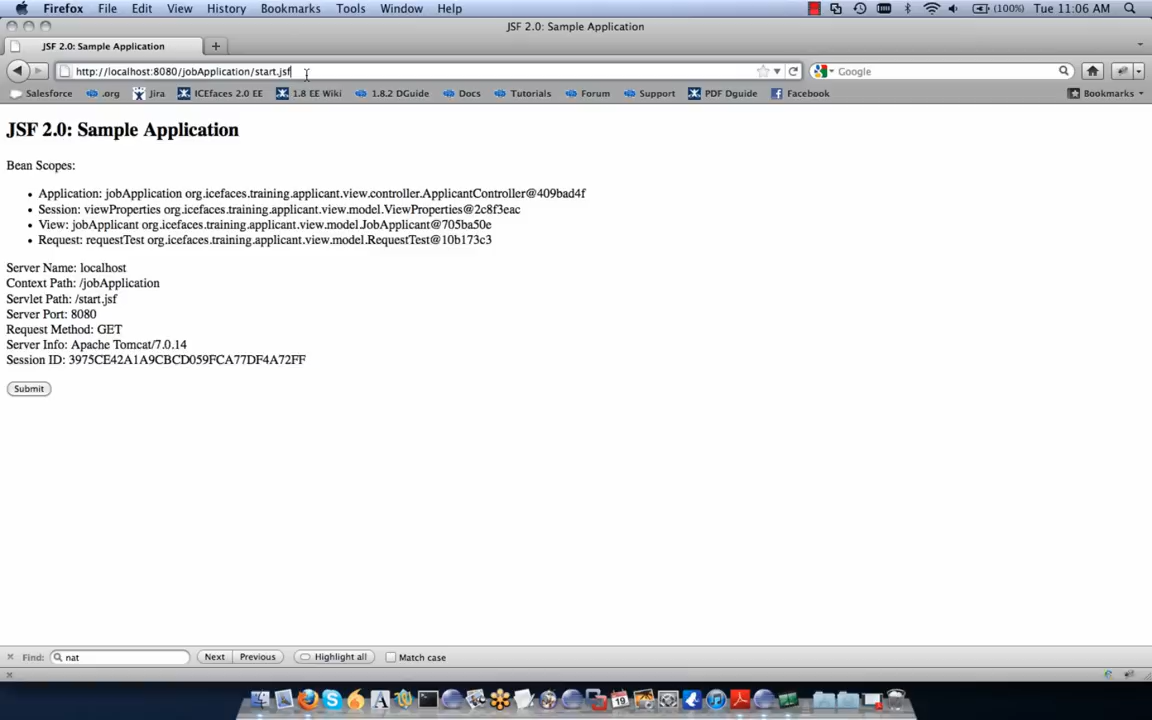 Firefox File Edit View History Bookmarks Tools Window Help (100%) Tue 11:06 AM
JSF 2.0: Sample Application
JSF 2.0: Sample Application +
http://localhost:8080/jobApplication/start.jsf Google
Salesforce .org Jira ICEfaces 2.0 EE 1.8 EE Wiki 1.8.2 DGuide Docs Tutorials Forum Support PDF Dguide Facebook Bookmarks
JSF 2.0: Sample Application
Bean Scopes:
• Application: jobApplication org.icefaces.training.applicant.view.controller.ApplicantController@409bad4f
• Session: viewProperties org.icefaces.training.applicant.view.model.ViewProperties@2c8f3eac
• View: jobApplicant org.icefaces.training.applicant.view.model.JobApplicant@705ba50e
• Request: requestTest org.icefaces.training.applicant.view.model.RequestTest@10b173c3
Server Name: localhost
Context Path: /jobApplication
Servlet Path: /start.jsf
Server Port: 8080
Request Method: GET
Server Info: Apache Tomcat/7.0.14
Session ID: 3975CE42A1A9CBCD059FCA77DF4A72FF
Submit
Find: nat Next Previous Highlight all Match case
19